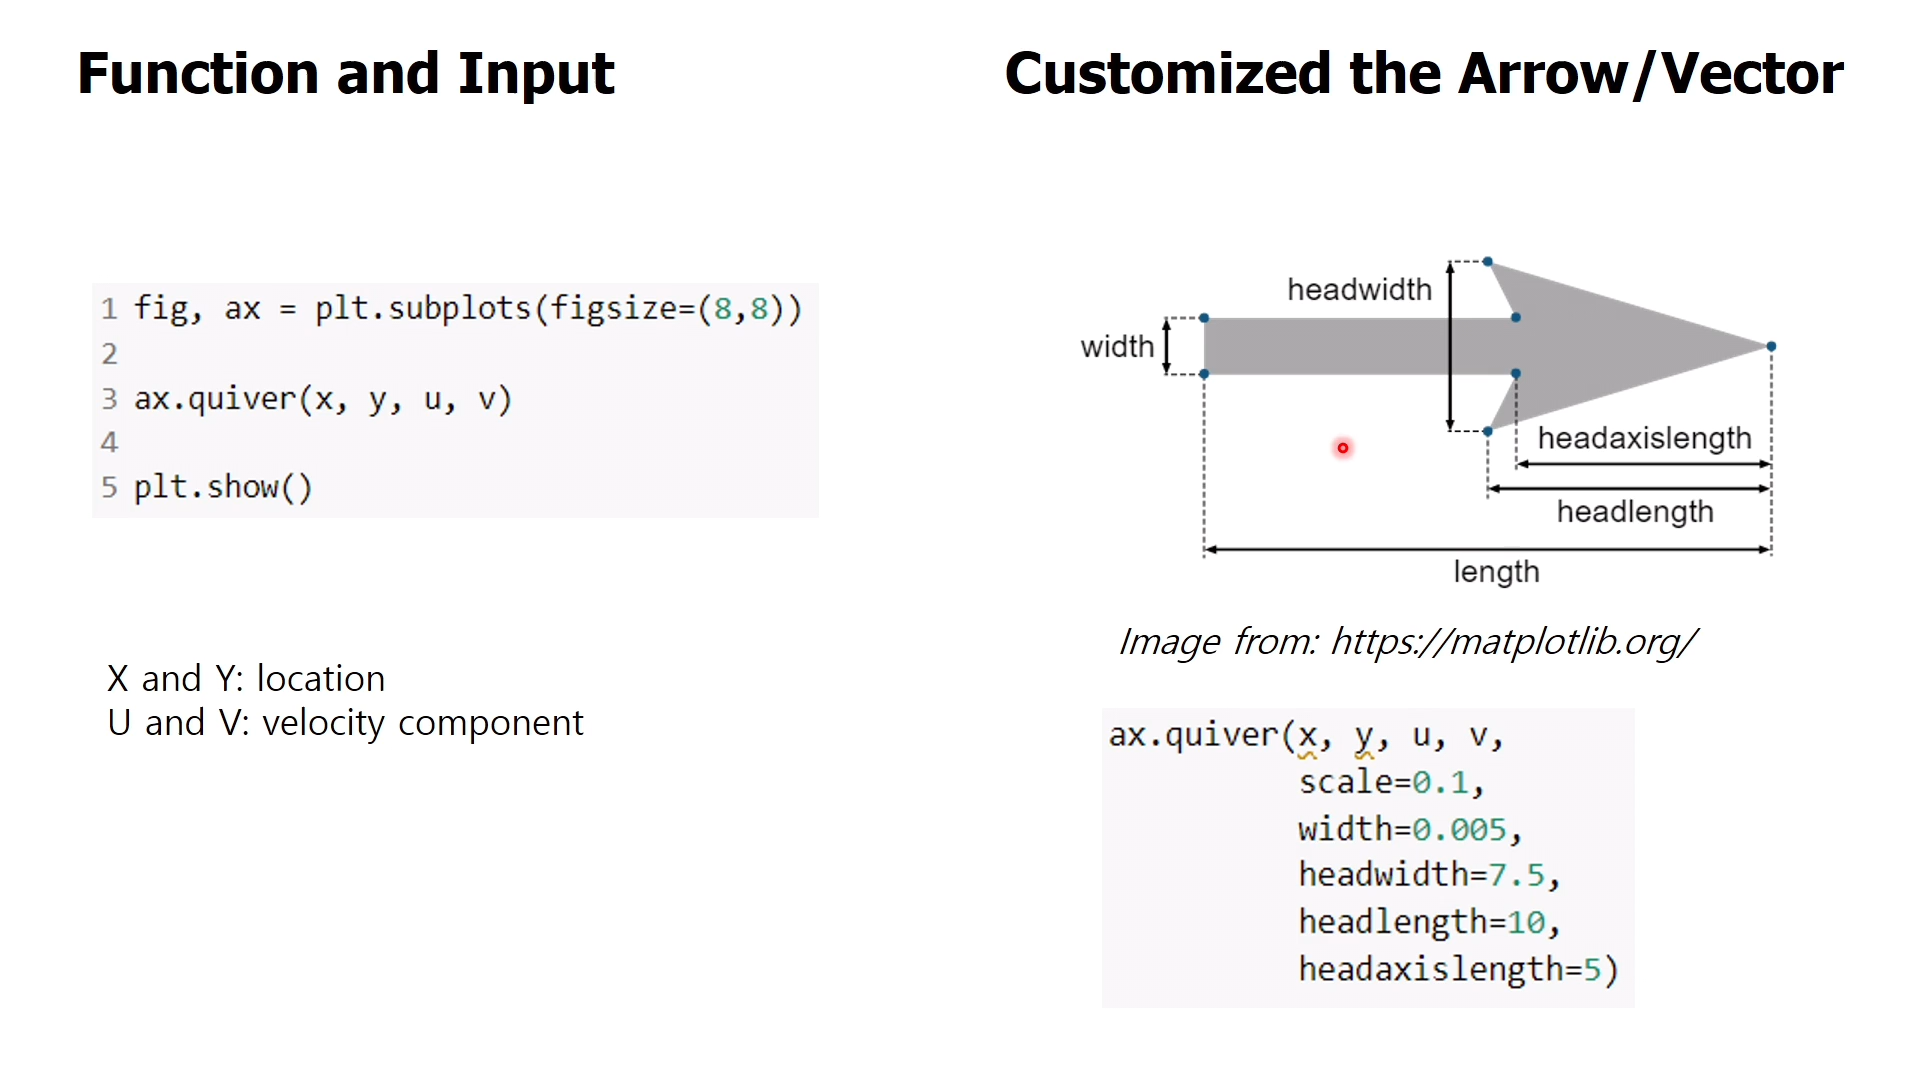 Function and Input
1 fig, ax = plt.subplots(figsize=(8,8))
2
3 ax.quiver(x, y, u, v)
4
5 plt.show()
X and Y: location
U and V: velocity component
Customized the Arrow/Vector
headwidth
width
headaxislength
headlength
length
Image from: https://matplotlib.org/
ax.quiver(x, y, u, v,
scale=0.1,
width=0.005,
headwidth=7.5,
headlength=10,
headaxislength=5)